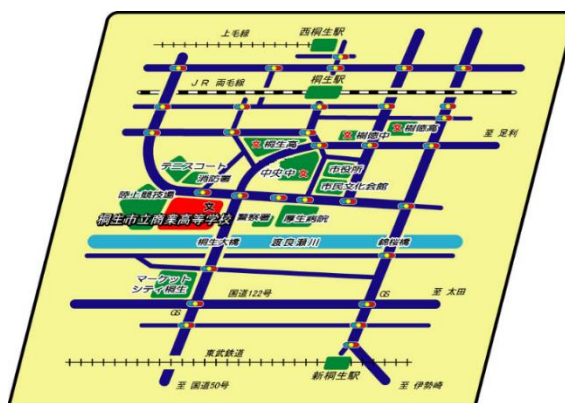 上毛線
西桐生駅
JR 両毛線
桐生駅
樹徳高
樹徳中
至 足利
桐生高
テニスコート
消防署
中央中
市役所
市民文化会館
陸上競技場
桐生市立商業高等学校
警察署
厚生病院
桐生大橋
渡良瀬川
錦桜橋
マーケット
シティ桐生
国道122号
至 太田
GS
GS
東武鉄道
新桐生駅
至 国道50号
至 伊勢崎